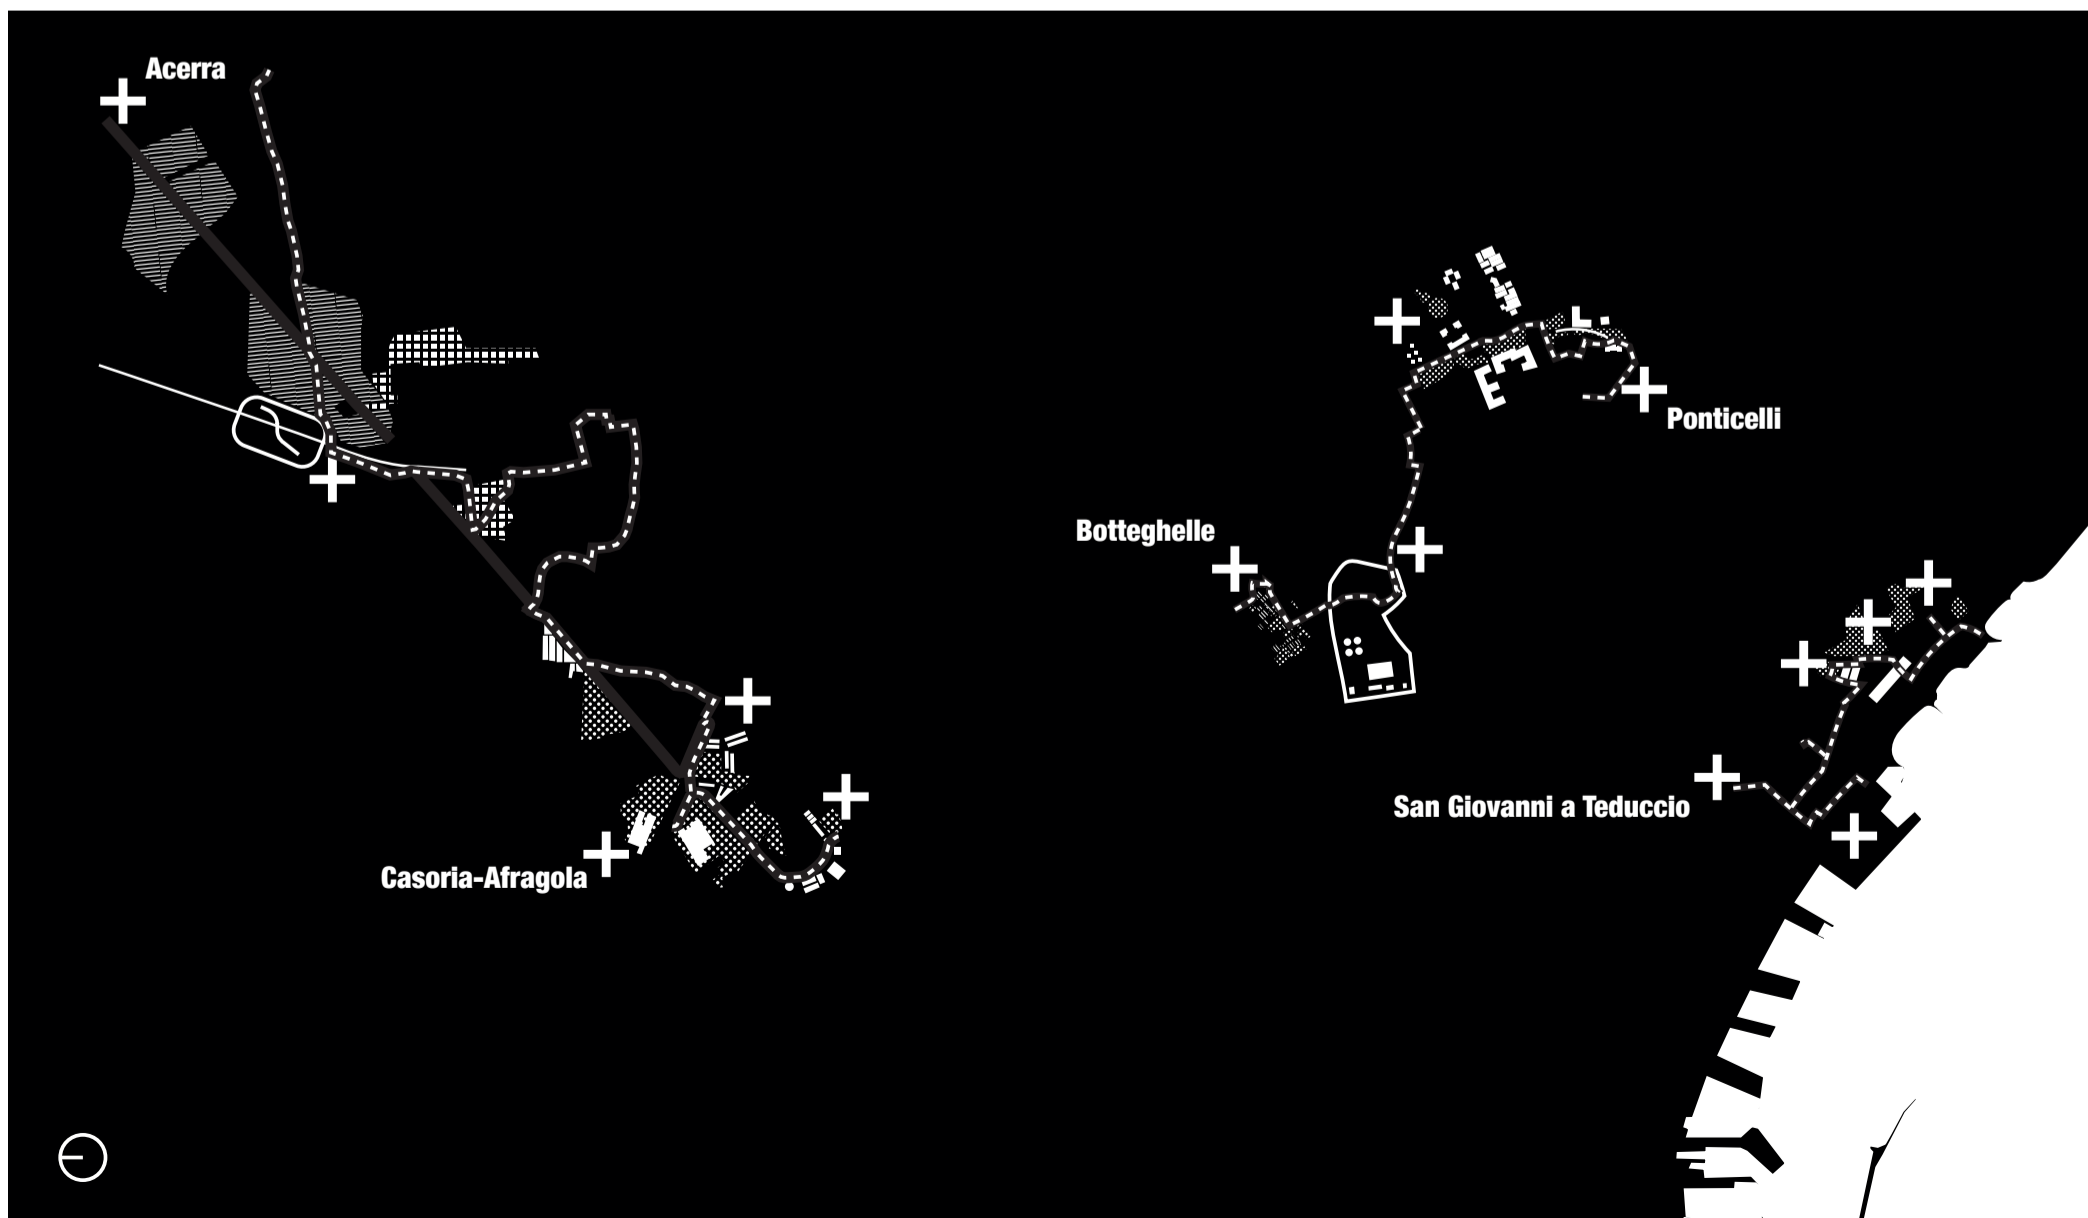 Acerra
Ponticelli
Botteghelle
San Giovanni a Teduccio
Casoria-Afragola